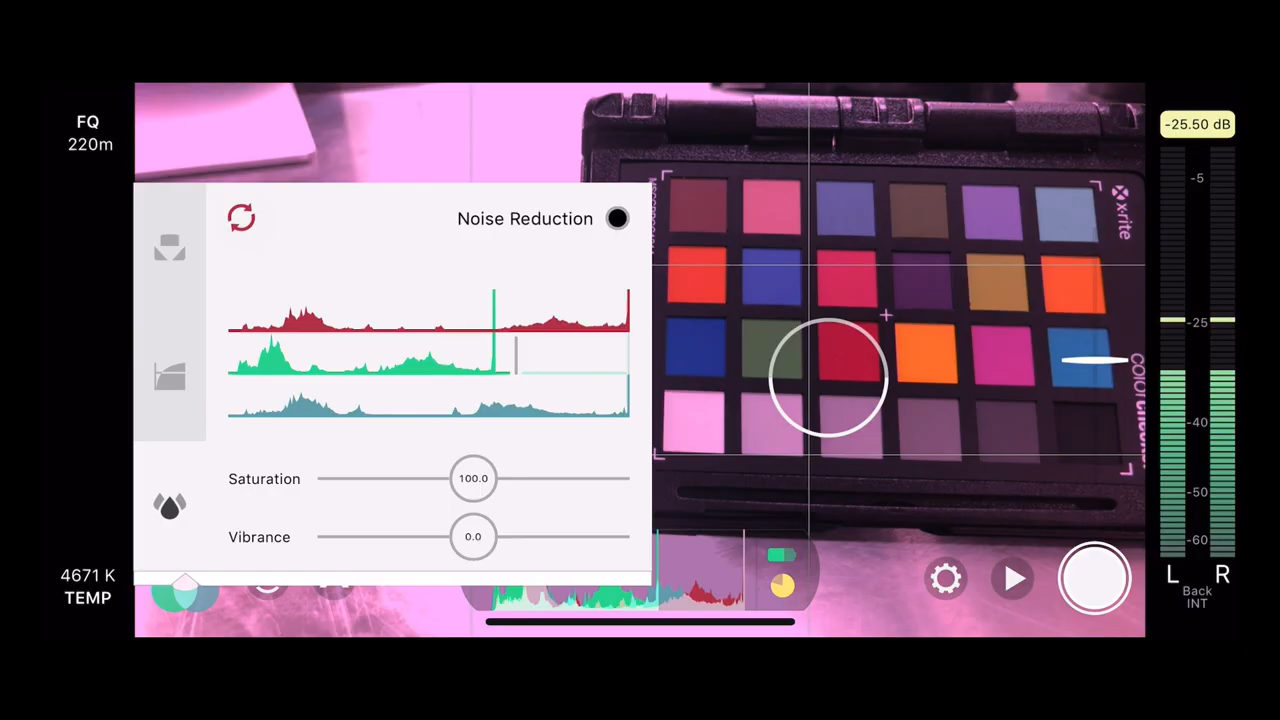 FQ
220m
-25.50 dB
-5
Noise Reduction
x·rite
-25
COLOR
-40
Saturation
100.0
-50
Vibrance
0.0
-60
4671 K
TEMP
L
R
Back
INT